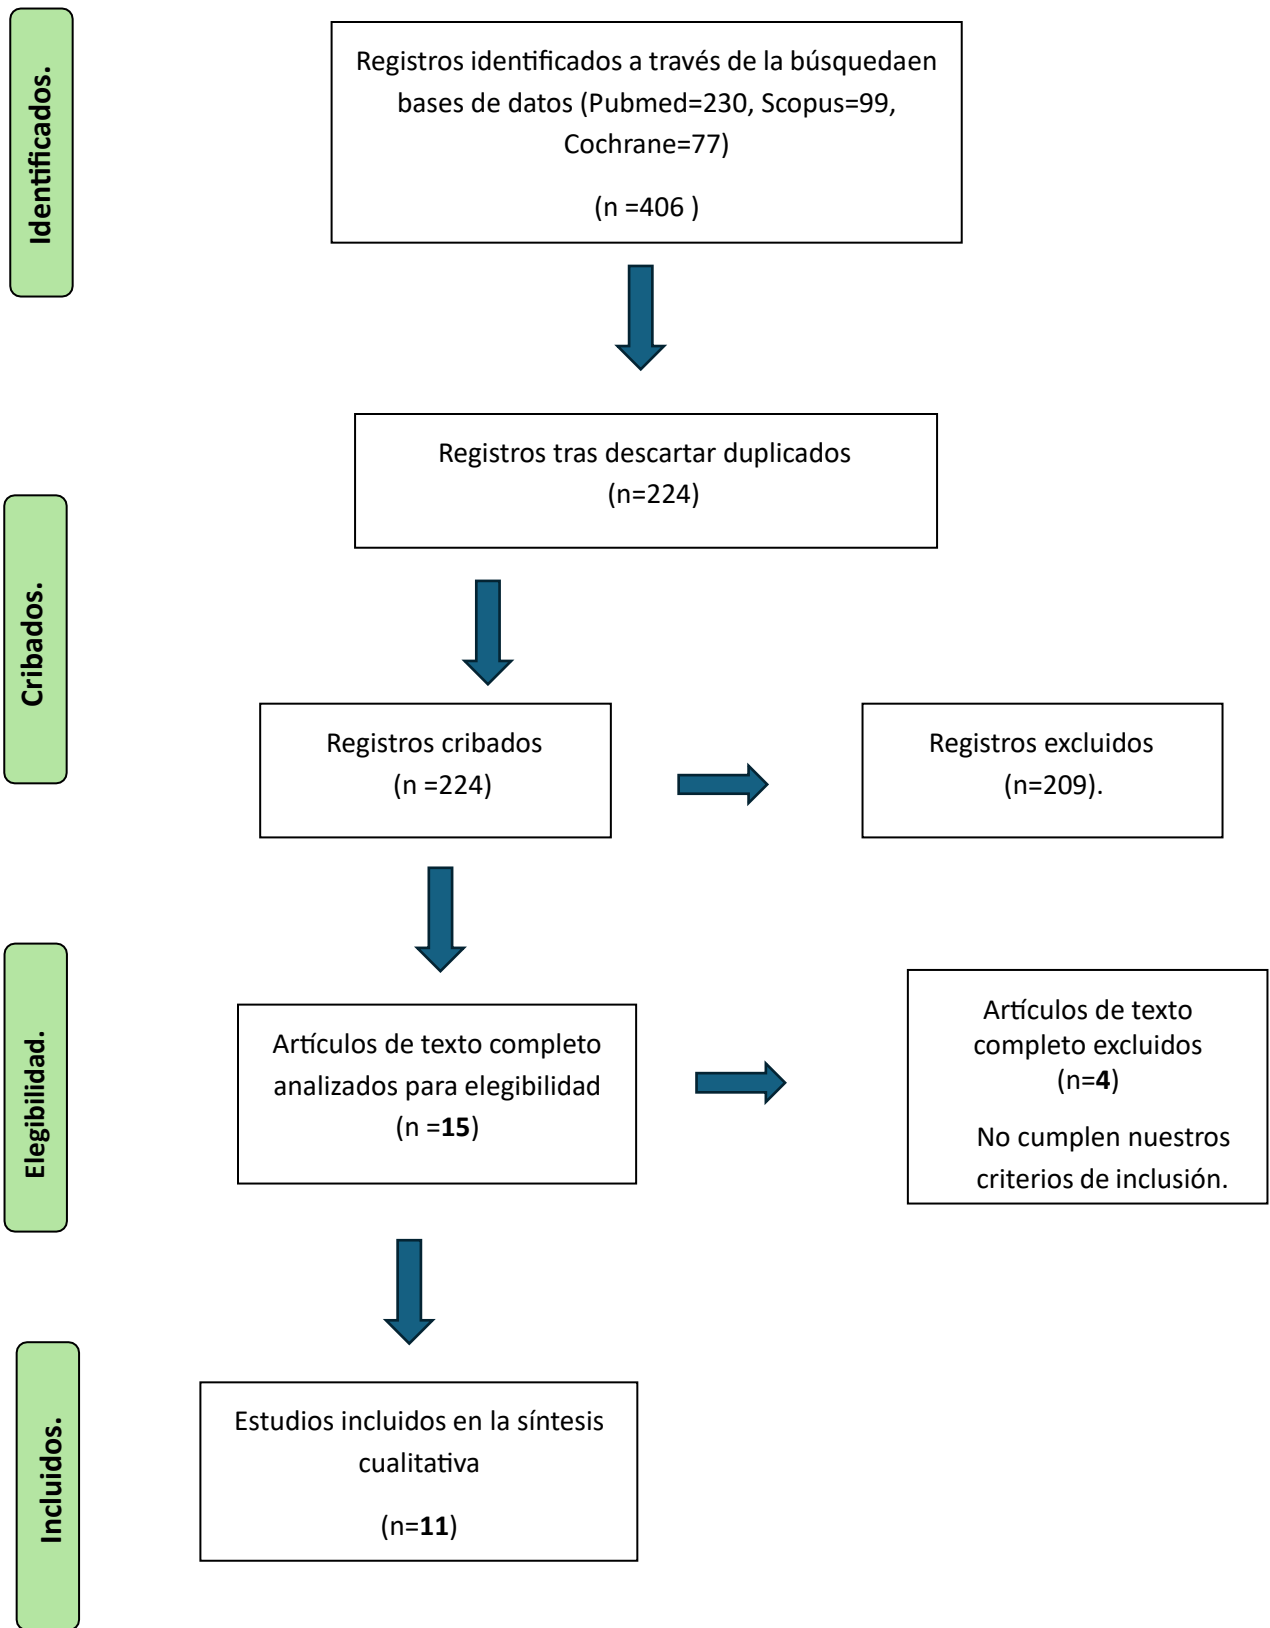 Identificados.
Registros identificados a través de la búsquedaen
bases de datos (Pubmed=230, Scopus=99,
Cochrane=77)
(n =406 )
Registros tras descartar duplicados
(n=224)
Cribados.
Registros cribados
(n =224)
Registros excluidos
(n=209).
Elegibilidad.
Artículos de texto completo
analizados para elegibilidad
(n =15)
Artículos de texto
completo excluidos
(n=4)
No cumplen nuestros
criterios de inclusión.
Incluidos.
Estudios incluidos en la síntesis
cualitativa
(n=11)